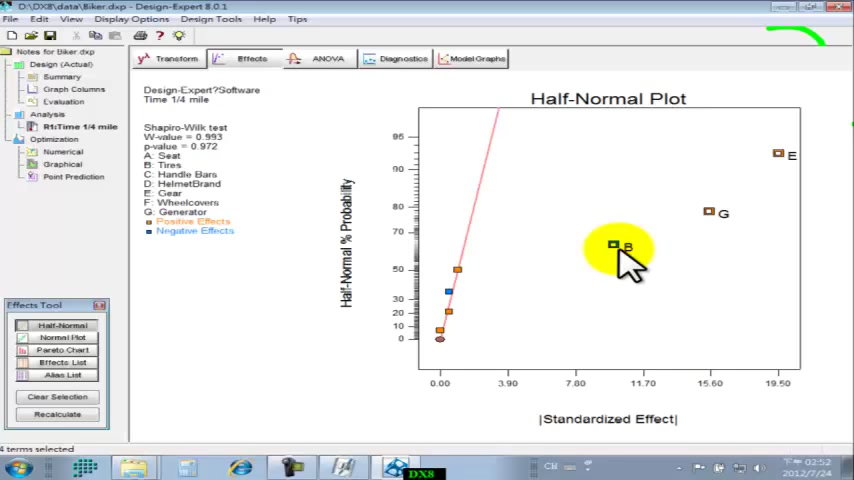 D:\DX8\data\Biker.dxp - Design-Expert 8.0.1
File Edit View Display Options Design Tools Help Tips
Notes for Biker.dxp
Design (Actual)
Summary
Graph Columns
Evaluation
Analysis
R1:Time 1/4 mile
Optimization
Numerical
Graphical
Point Prediction
Transform Effects ANOVA Diagnostics Model Graphs
Design-Expert?Software
Time 1/4 mile
Shapiro-Wilk test
W-value = 0.993
p-value = 0.972
A: Seat
B: Tires
C: Handle Bars
D: HelmetBrand
E: Gear
F: Wheelcovers
G: Generator
Positive Effects
Negative Effects
Half-Normal Plot
Half-Normal % Probability
95
90
80
70
50
30
20
10
0
E
G
B
0.00 3.90 7.80 11.70 15.60 19.50
|Standardized Effect|
Effects Tool
Half-Normal
Normal Plot
Pareto Chart
Effects List
Alias List
Clear Selection
Recalculate
4 terms selected
DX8
CH
下午 02:52
2012/7/24